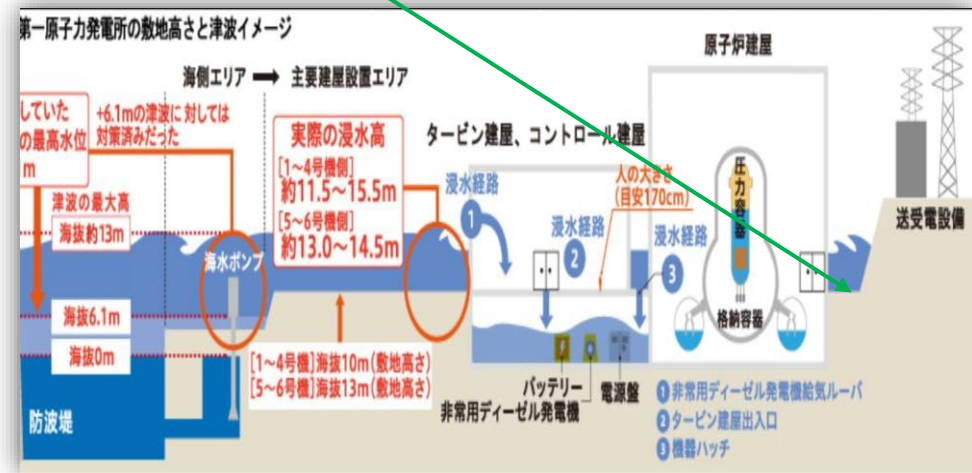 第一原子力発電所の敷地高さと津波イメージ
原子炉建屋
海側エリア → 主要建屋設置エリア
していた
の最高水位
m
+6.1mの津波に対しては
対策済みだった
実際の浸水高
[1~4号機側]
約11.5~15.5m
[5~6号機側]
約13.0~14.5m
タービン建屋、コントロール建屋
人の大きさ
(目安170cm)
浸水経路
1
浸水経路
2
浸水経路
3
圧力容器
格納容器
送受電設備
津波の最大高
海抜約13m
海水ポンプ
海抜6.1m
海抜0m
防波堤
[1~4号機]海抜10m(敷地高さ)
[5~6号機]海抜13m(敷地高さ)
バッテリー
非常用ディーゼル発電機
電源盤
1 非常用ディーゼル発電機給気ルーバ
2 タービン建屋出入口
3 機器ハッチ